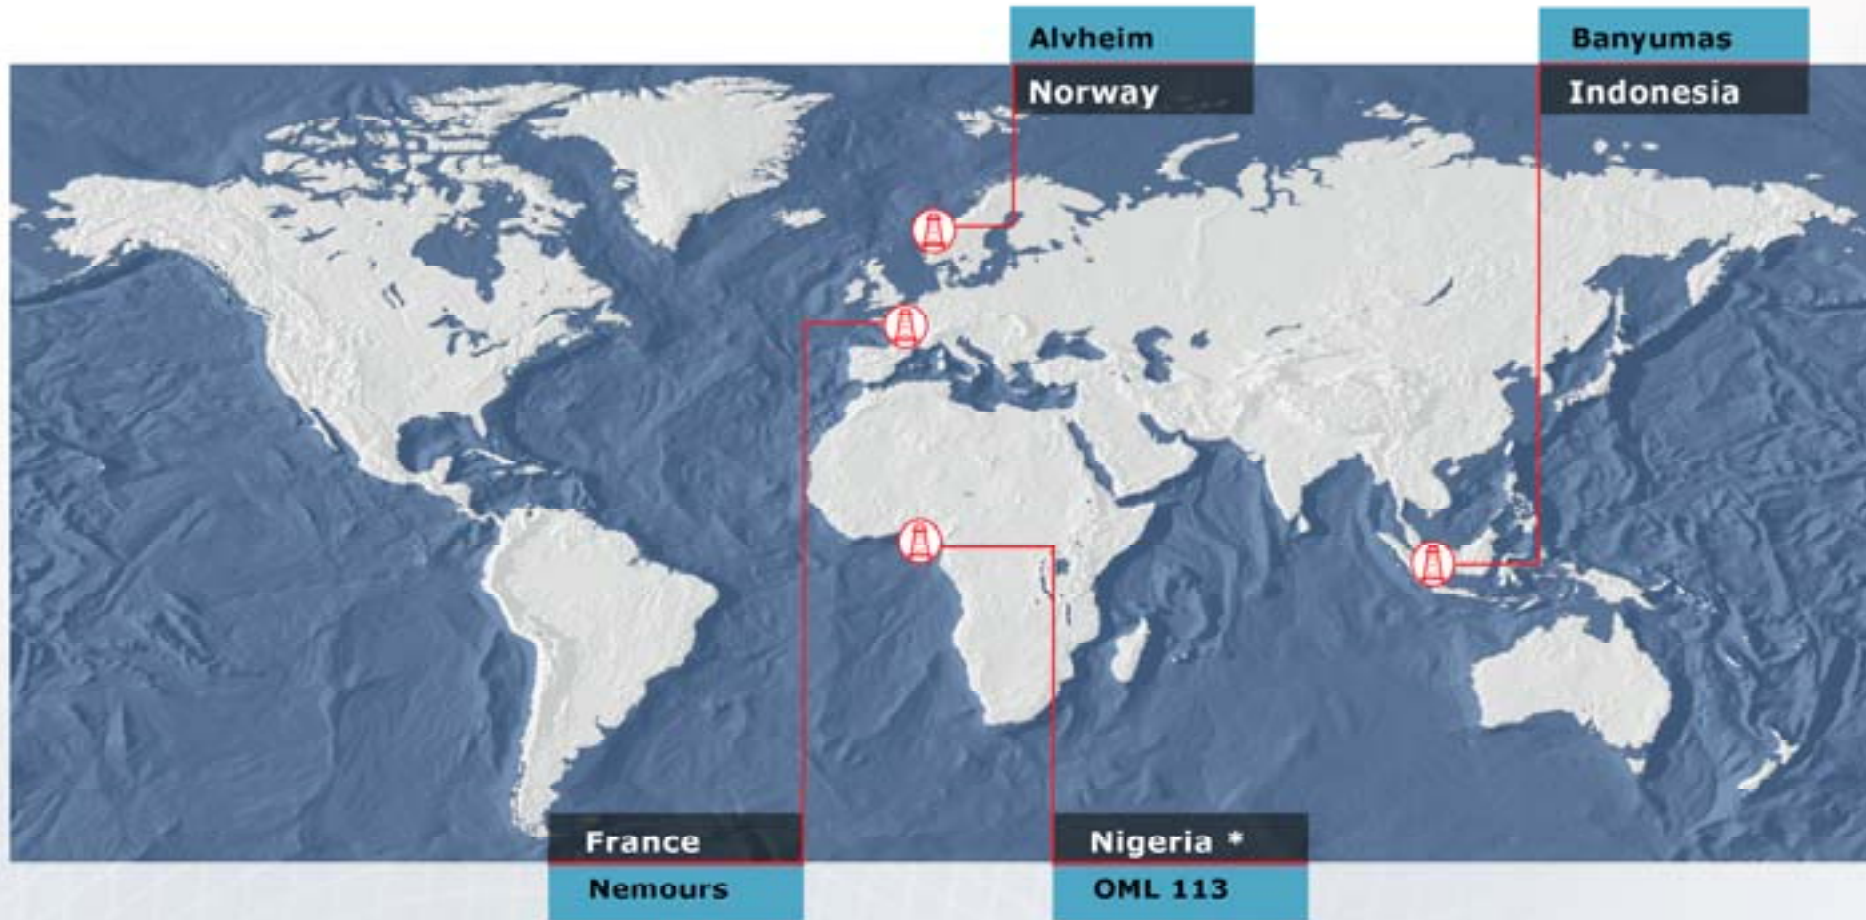 Alvheim
Norway
Banyumas
Indonesia
France
Nemours
Nigeria *
OML 113